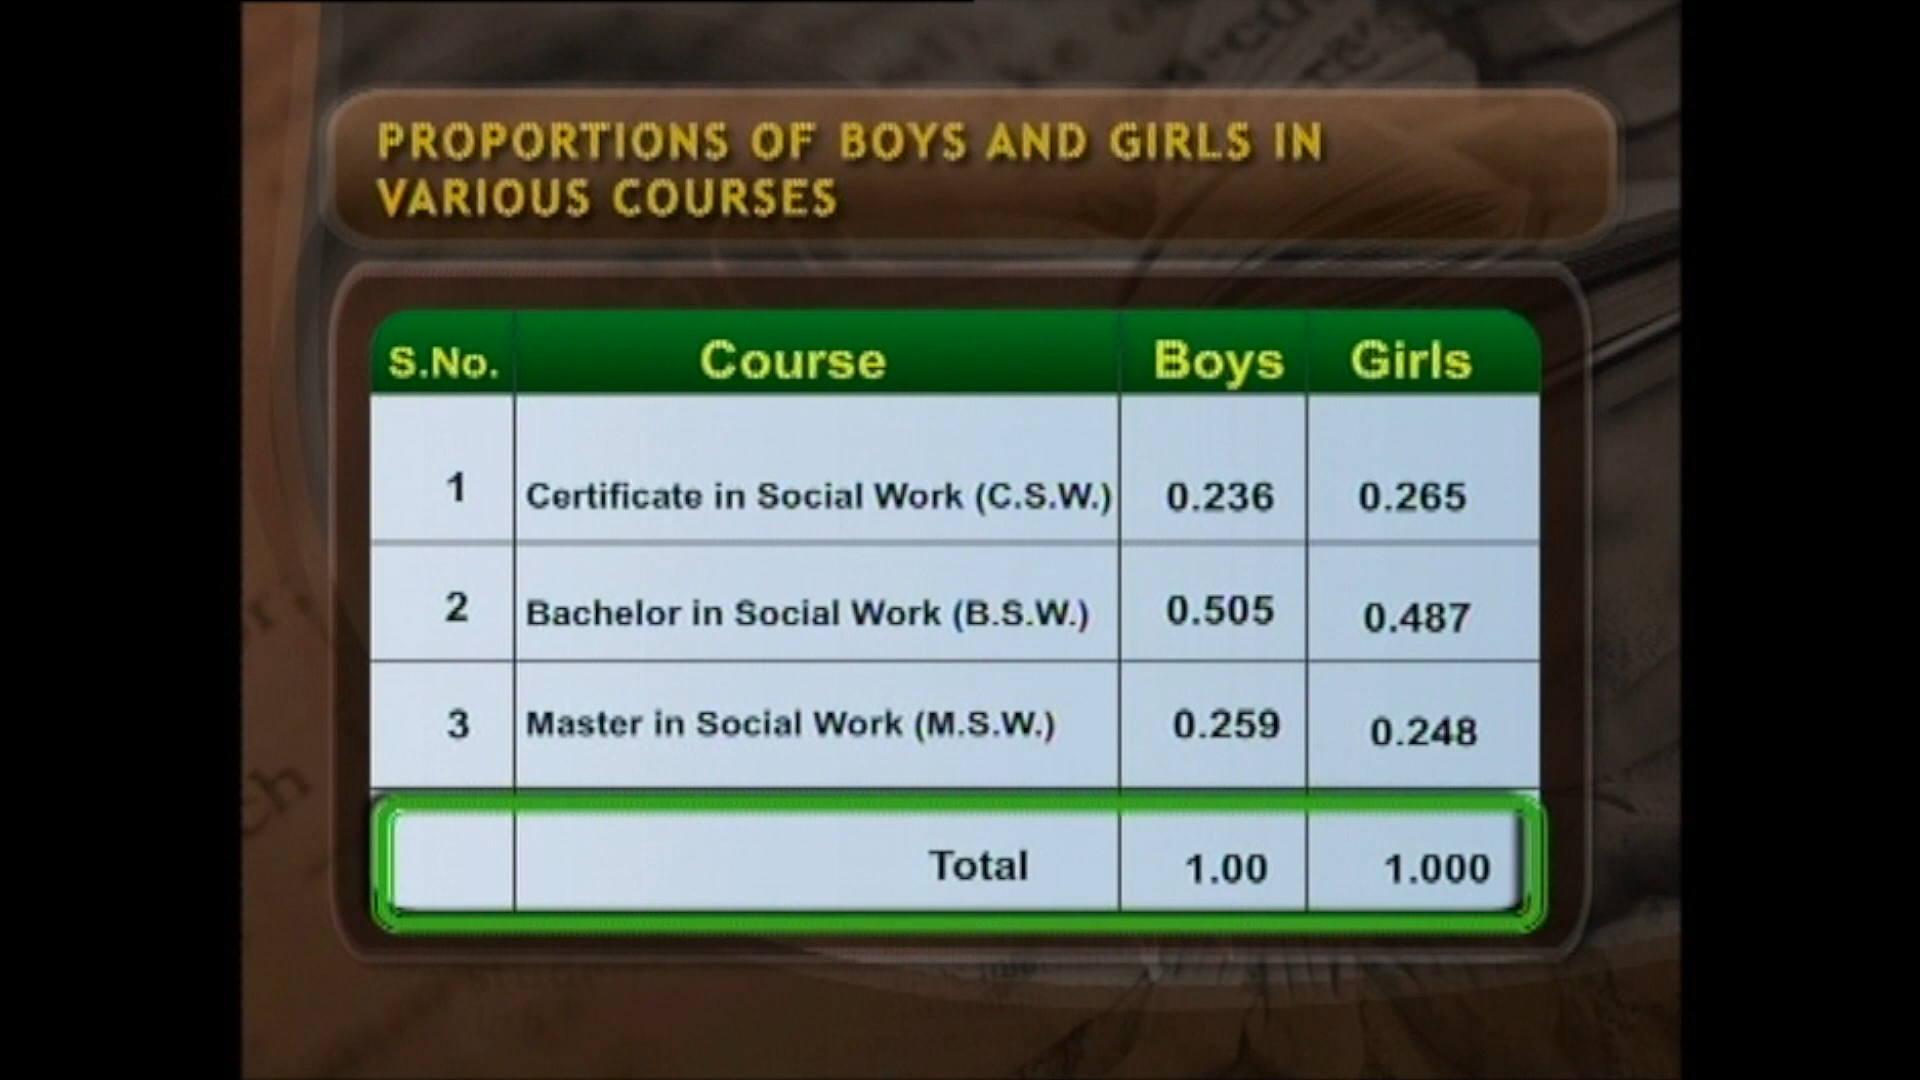 PROPORTIONS OF BOYS AND GIRLS IN
VARIOUS COURSES
S.No. Course Boys Girls
1 Certificate in Social Work (C.S.W.) 0.236 0.265
2 Bachelor in Social Work (B.S.W.) 0.505 0.487
3 Master in Social Work (M.S.W.) 0.259 0.248
Total 1.00 1.000